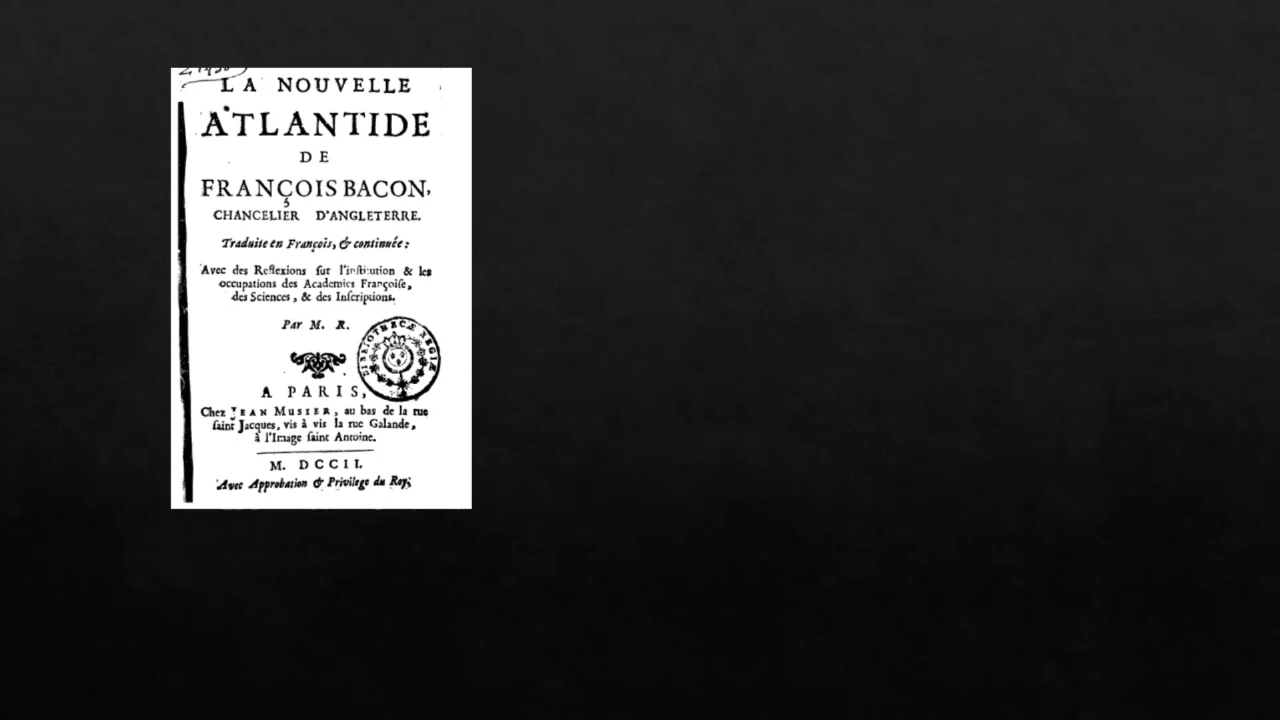 LA NOUVELLE
ATLANTIDE
DE
FRANÇOIS BACON,
CHANCELIER D'ANGLETERRE.
Traduite en François, & continuée:
Avec des Reflexions ſur l'inſtitution & les
occupations des Academies Françoiſe,
des Sciences, & des Inſcriptions.
Par M. R.
BIBLIOTHECÆ REGIÆ
A PARIS,
Chez JEAN MUSIER, au bas de la rue
ſaint Jacques, vis à vis la rue Galande,
à l'Image ſaint Antoine.
M. DCCII.
Avec Approbation & Privilege du Roy.